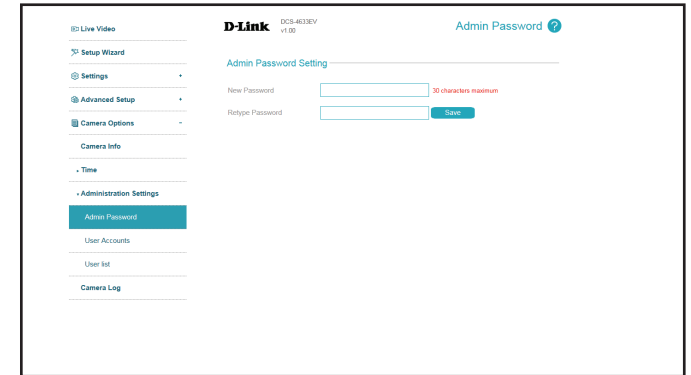 Live Video
Setup Wizard
Settings +
Advanced Setup +
Camera Options -
Camera Info
Time
Administration Settings
Admin Password
User Accounts
User list
Camera Log
D-Link DCS-4633EV
v1.00
Admin Password ?
Admin Password Setting
New Password 30 characters maximum
Retype Password Save